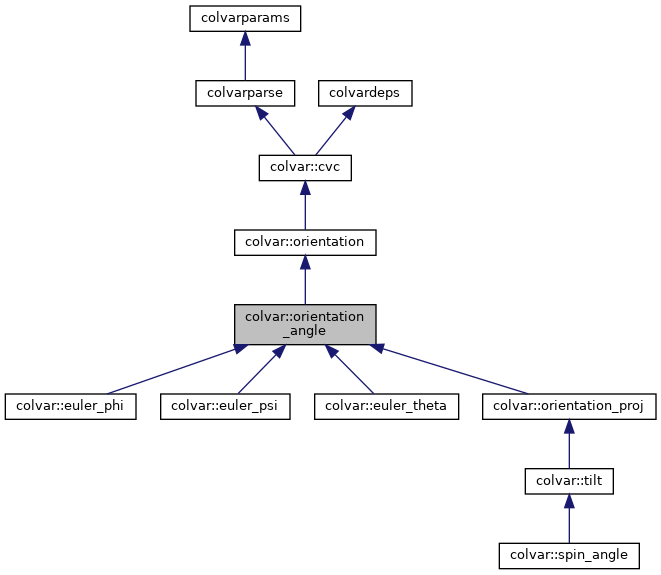 colvarparams
colvarparse
colvardeps
colvar::cvc
colvar::orientation
colvar::orientation
_angle
colvar::euler_phi
colvar::euler_psi
colvar::euler_theta
colvar::orientation_proj
colvar::tilt
colvar::spin_angle